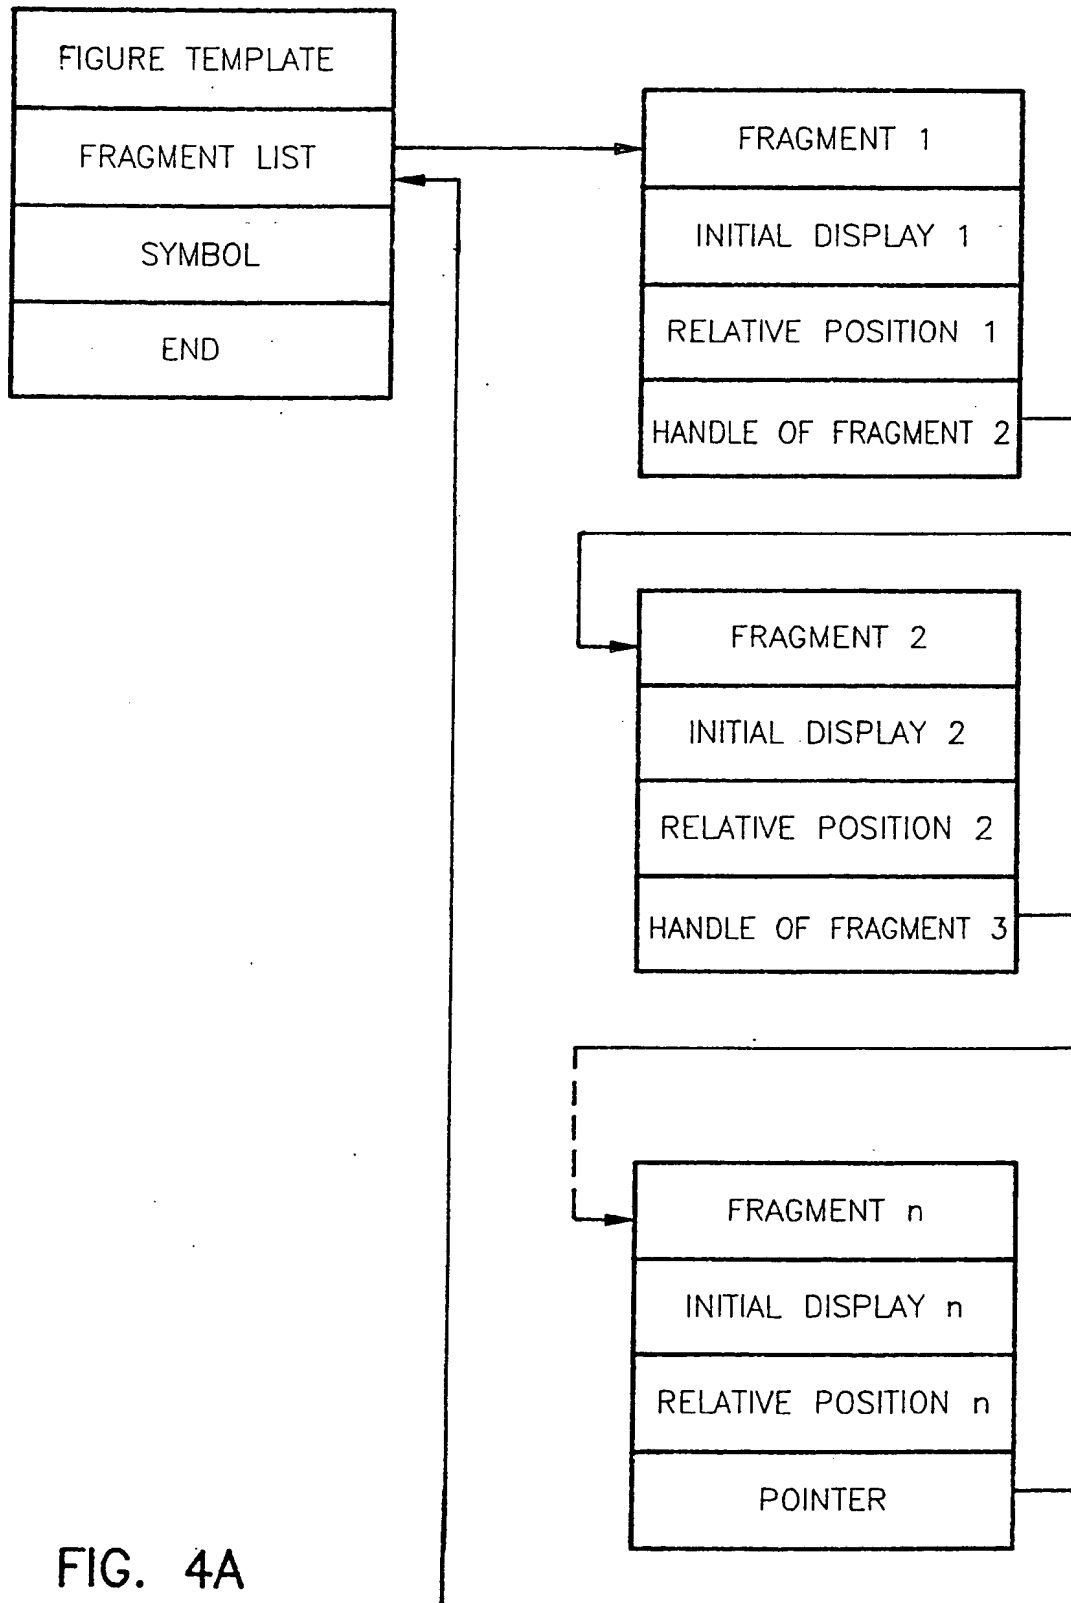 FIGURE TEMPLATE
FRAGMENT LIST
SYMBOL
END
FRAGMENT 1
INITIAL DISPLAY 1
RELATIVE POSITION 1
HANDLE OF FRAGMENT 2
FRAGMENT 2
INITIAL DISPLAY 2
RELATIVE POSITION 2
HANDLE OF FRAGMENT 3
FRAGMENT n
INITIAL DISPLAY n
RELATIVE POSITION n
POINTER
FIG. 4A